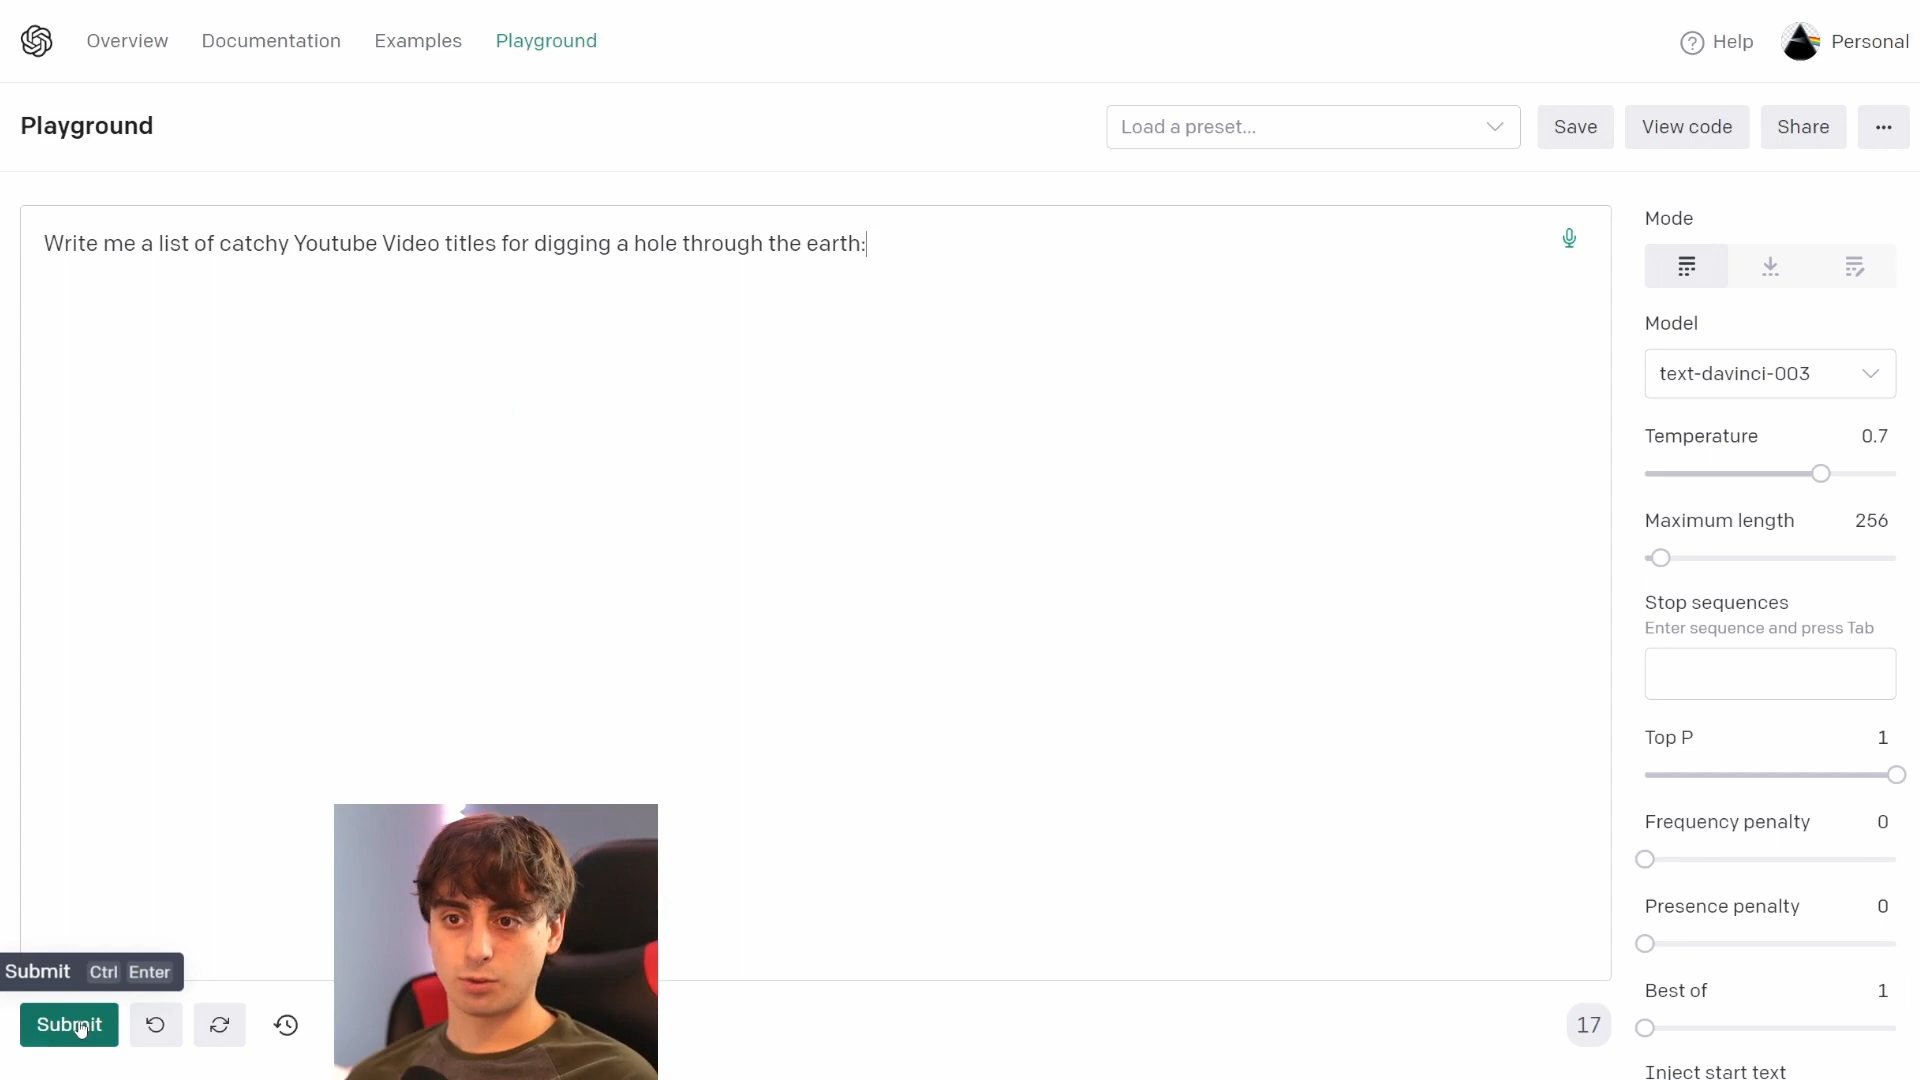 Overview Documentation Examples Playground Help Personal
Playground Load a preset... Save View code Share ...
Write me a list of catchy Youtube Video titles for digging a hole through the earth:
Mode
Model
text-davinci-003
Temperature 0.7
Maximum length 256
Stop sequences
Enter sequence and press Tab
Top P 1
Frequency penalty 0
Presence penalty 0
Best of 1
Inject start text
Submit Ctrl Enter
Submit 17